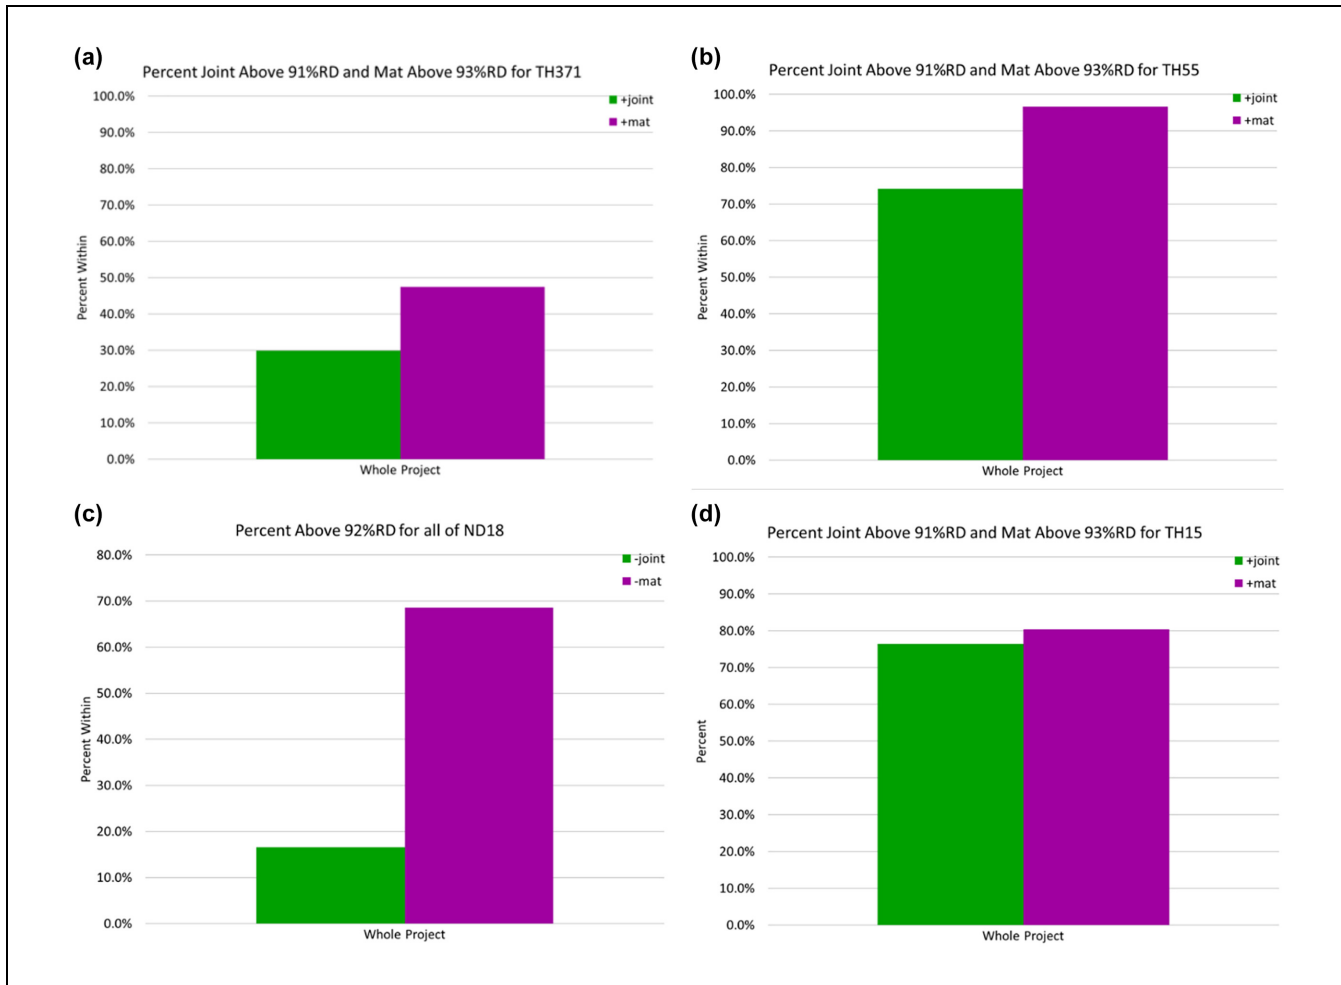 (a)
Percent Joint Above 91%RD and Mat Above 93%RD for TH371
100.0%
90.0%
80.0%
70.0%
60.0%
50.0%
40.0%
30.0%
20.0%
10.0%
0.0%
Percent Within
Whole Project
+joint
+mat
(b)
Percent Joint Above 91%RD and Mat Above 93%RD for TH55
100.0%
90.0%
80.0%
70.0%
60.0%
50.0%
40.0%
30.0%
20.0%
10.0%
0.0%
Percent Within
Whole Project
+joint
+mat
(c)
Percent Above 92%RD for all of ND18
80.0%
70.0%
60.0%
50.0%
40.0%
30.0%
20.0%
10.0%
0.0%
Percent Within
Whole Project
-joint
-mat
(d)
Percent Joint Above 91%RD and Mat Above 93%RD for TH15
100.0%
90.0%
80.0%
70.0%
60.0%
50.0%
40.0%
30.0%
20.0%
10.0%
0.0%
Percent
Whole Project
+joint
+mat